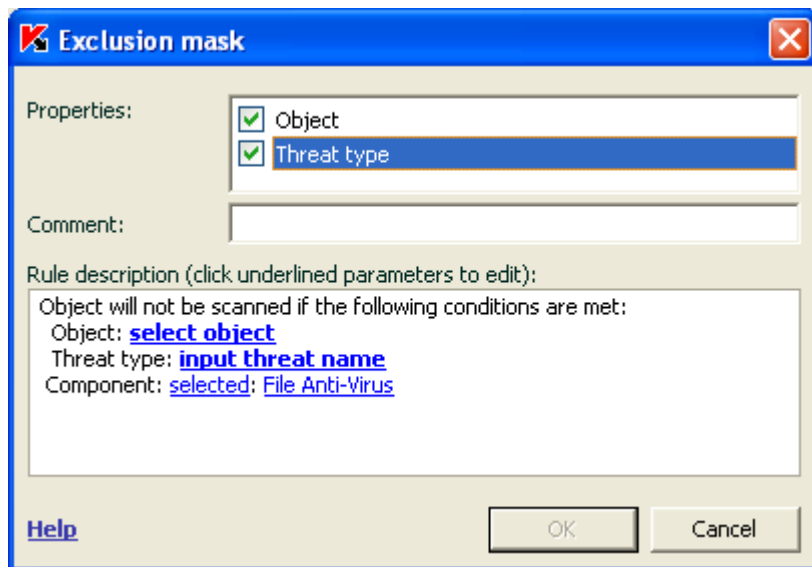 Exclusion mask
Properties:
Object
Threat type
Comment:
Rule description (click underlined parameters to edit):
Object will not be scanned if the following conditions are met:
Object: select object
Threat type: input threat name
Component: selected: File Anti-Virus
Help
OK
Cancel